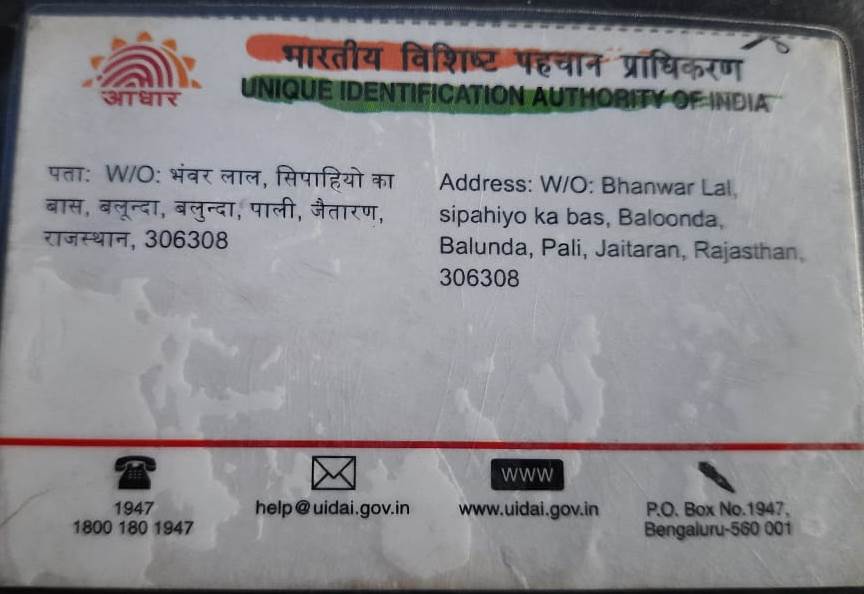 आधार
भारतीय विशिष्ट पहचान प्राधिकरण
UNIQUE IDENTIFICATION AUTHORITY OF INDIA
पता: W/O: भंवर लाल, सिपाहियो का
बास, बलून्दा, बलुन्दा, पाली, जैतारण,
राजस्थान, 306308
Address: W/O: Bhanwar Lal,
sipahiyo ka bas, Baloonda,
Balunda, Pali, Jaitaran, Rajasthan,
306308
1947
1800 180 1947
help@uidai.gov.in
WWW
www.uidai.gov.in
P.O. Box No.1947,
Bengaluru-560 001